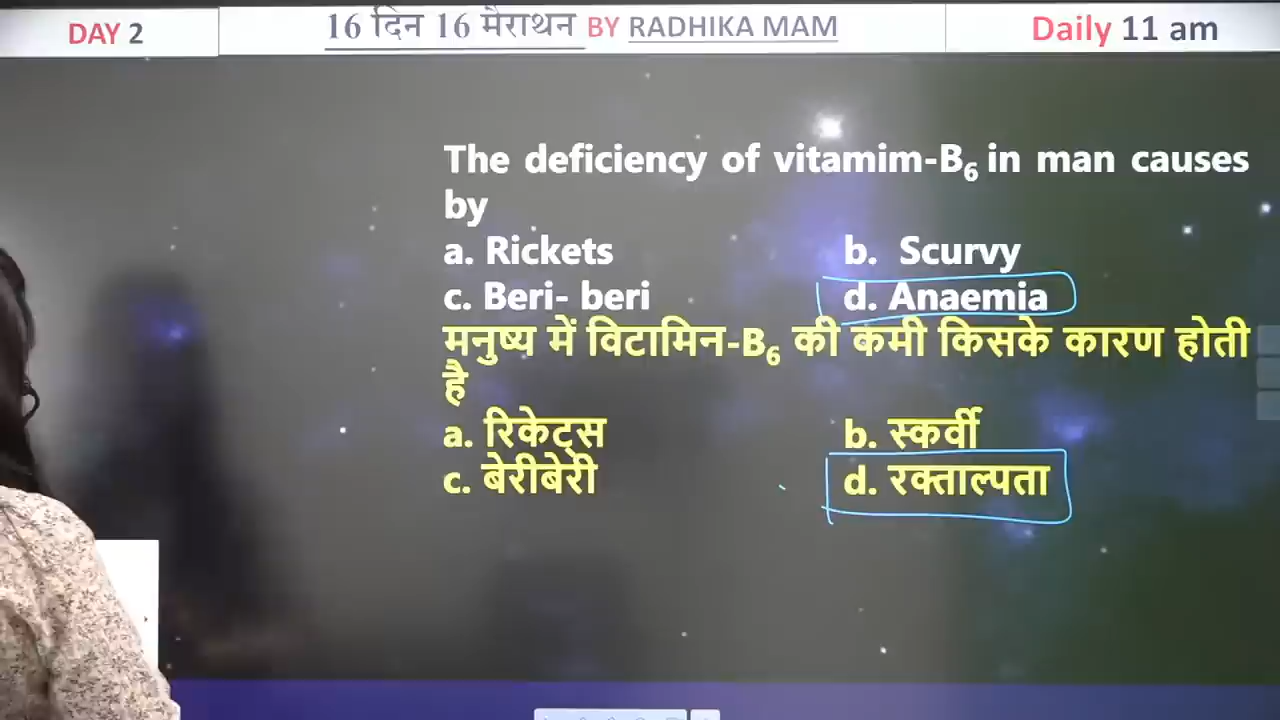 DAY 2
16 दिन 16 मैराथन BY RADHIKA MAM
Daily 11 am
The deficiency of vitamim-B6 in man causes
by
a. Rickets b. Scurvy
c. Beri- beri d. Anaemia
मनुष्य में विटामिन-B6 की कमी किसके कारण होती
है
a. रिकेट्स b. स्कर्वी
c. बेरीबेरी d. रक्ताल्पता